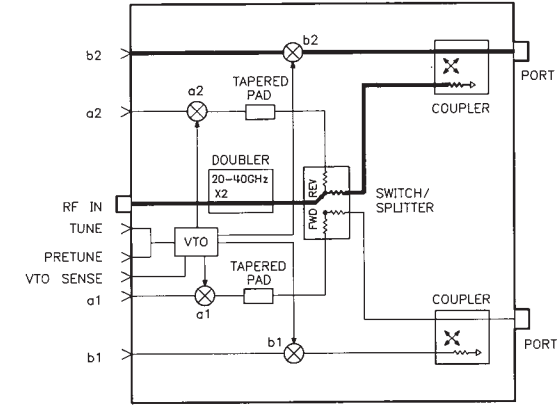 b2
b2
PORT
a2
a2
TAPERED
PAD
COUPLER
DOUBLER
20-40GHz
X2
REV
FWD
SWITCH/
SPLITTER
RF IN
TUNE
PRETUNE
VTO
VTO SENSE
TAPERED
PAD
a1
a1
COUPLER
b1
b1
PORT